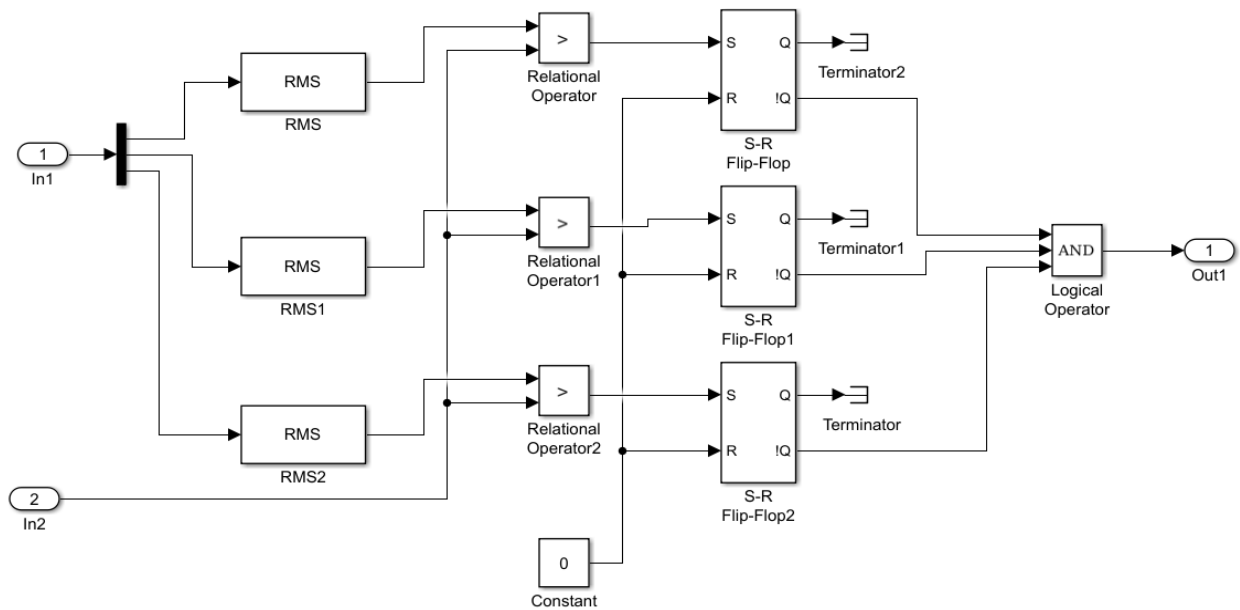 1
In1
RMS
RMS
>
Relational
Operator
S
Q
R
!Q
S-R
Flip-Flop
Terminator2
RMS
RMS1
>
Relational
Operator1
S
Q
R
!Q
S-R
Flip-Flop1
Terminator1
AND
Logical
Operator
1
Out1
RMS
RMS2
>
Relational
Operator2
S
Q
R
!Q
S-R
Flip-Flop2
Terminator
2
In2
0
Constant